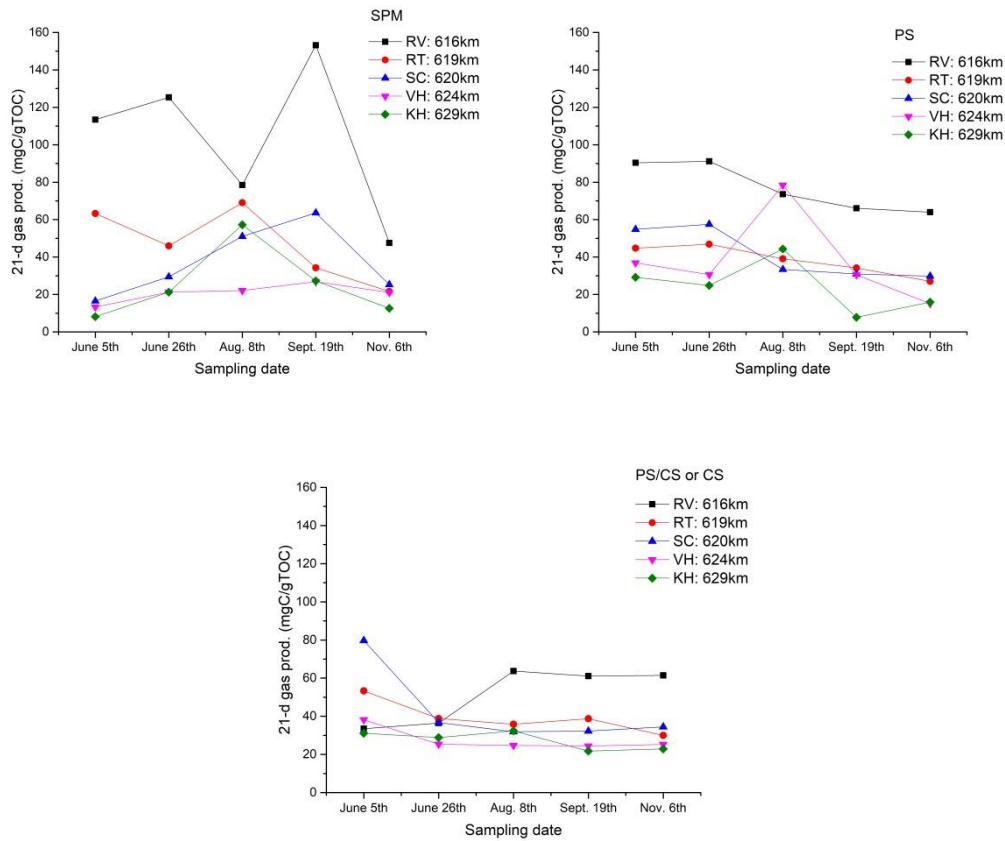 SPM
RV: 616km
RT: 619km
SC: 620km
VH: 624km
KH: 629km
160
140
120
100
80
60
40
20
0
21-d gas prod. (mgC/gTOC)
June 5th June 26th Aug. 8th Sept. 19th Nov. 6th
Sampling date
PS
RV: 616km
RT: 619km
SC: 620km
VH: 624km
KH: 629km
160
140
120
100
80
60
40
20
0
21-d gas prod. (mgC/gTOC)
June 5th June 26th Aug. 8th Sept. 19th Nov. 6th
Sampling date
PS/CS or CS
RV: 616km
RT: 619km
SC: 620km
VH: 624km
KH: 629km
160
140
120
100
80
60
40
20
0
21-d gas prod. (mgC/gTOC)
June 5th June 26th Aug. 8th Sept. 19th Nov. 6th
Sampling date